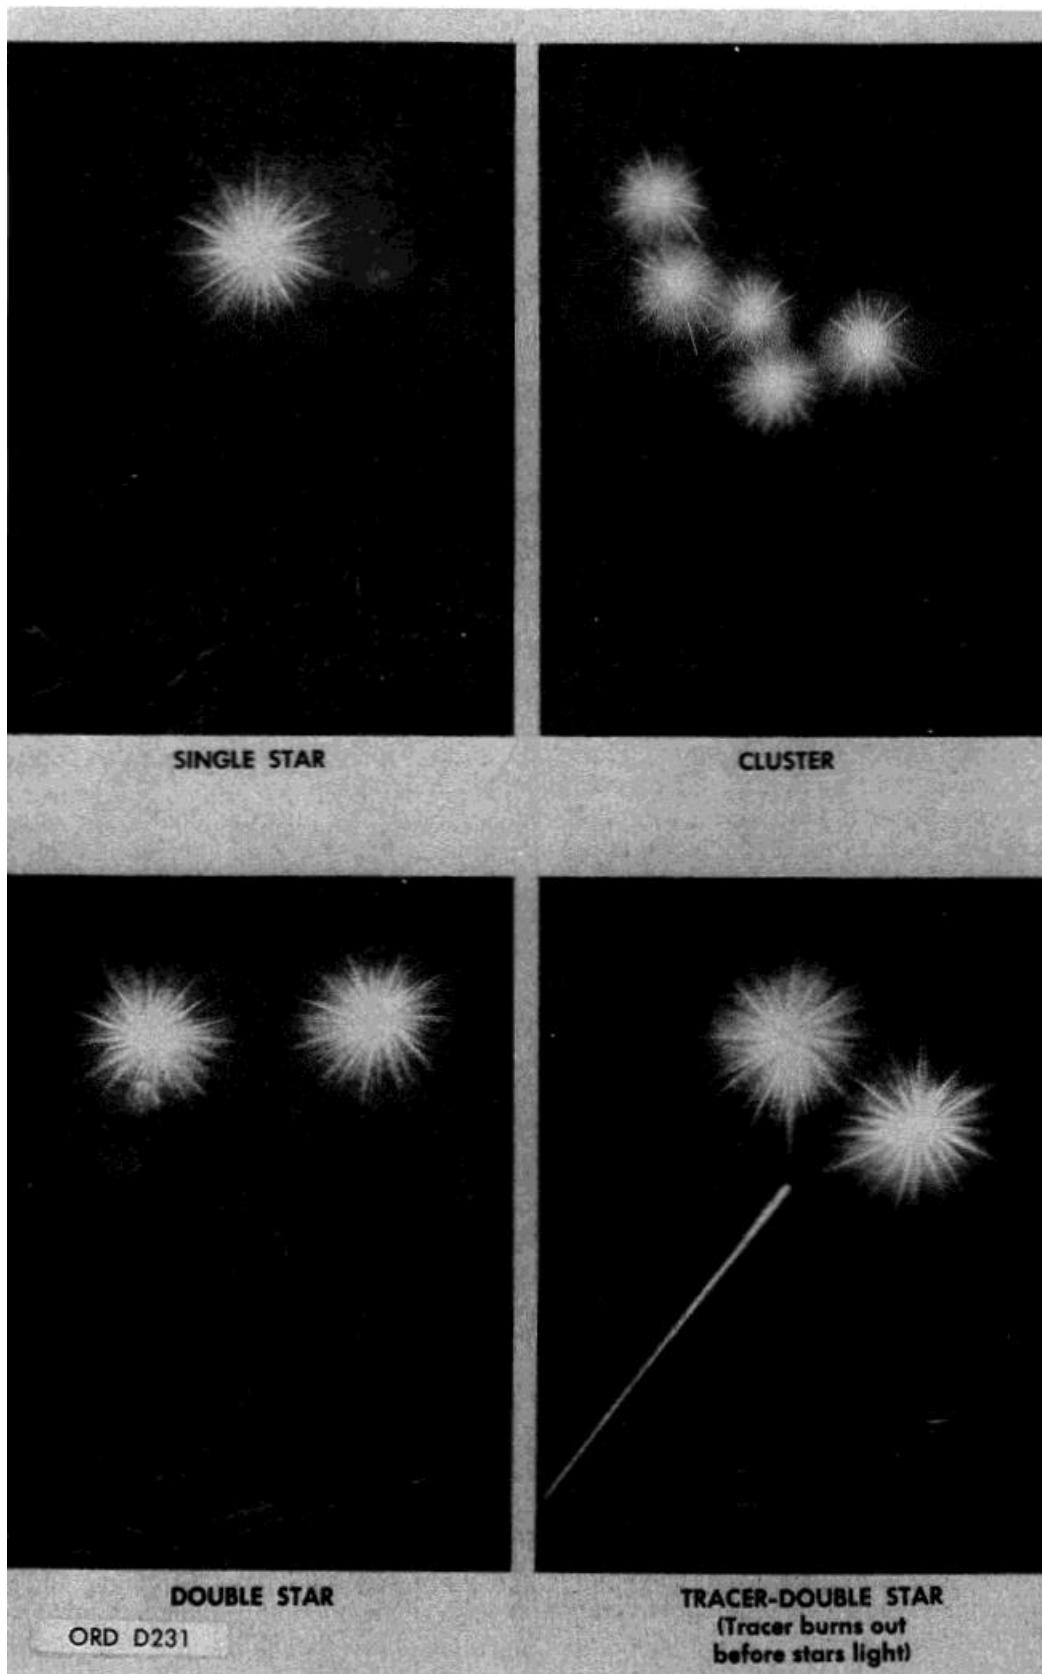 SINGLE STAR
CLUSTER
DOUBLE STAR
ORD D231
TRACER-DOUBLE STAR
(Tracer burns out
before stars light)